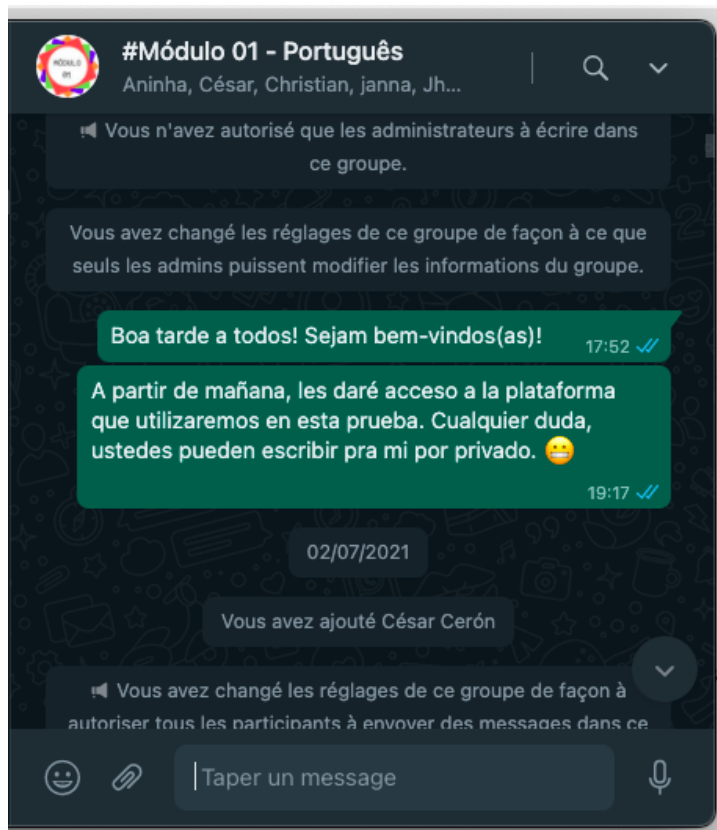 #Módulo 01 - Português
MÓDULO
01
Aninha, César, Christian, janna, Jh...
Vous n'avez autorisé que les administrateurs à écrire dans
ce groupe.
Vous avez changé les réglages de ce groupe de façon à ce que
seuls les admins puissent modifier les informations du groupe.
Boa tarde a todos! Sejam bem-vindos(as)!
17:52
A partir de mañana, les daré acceso a la plataforma
que utilizaremos en esta prueba. Cualquier duda,
ustedes pueden escribir pra mi por privado. 😁
19:17
02/07/2021
Vous avez ajouté César Cerón
Vous avez changé les réglages de ce groupe de façon à
autoriser tous les participants à envoyer des messages dans ce
Taper un message